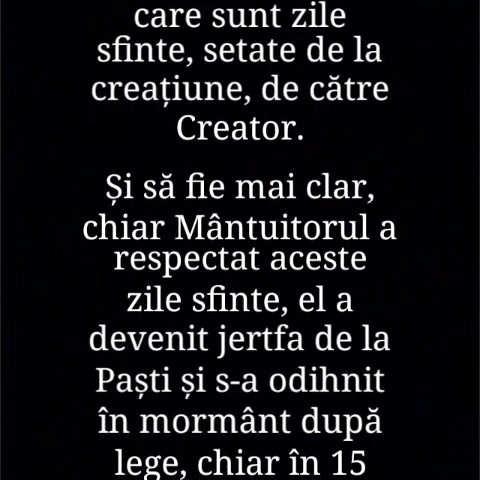 care sunt zile
sfinte, setate de la
creațiune, de către
Creator.
Și să fie mai clar,
chiar Mântuitorul a
respectat aceste
zile sfinte, el a
devenit jertfa de la
Paști și s-a odihnit
în mormânt după
lege, chiar în 15